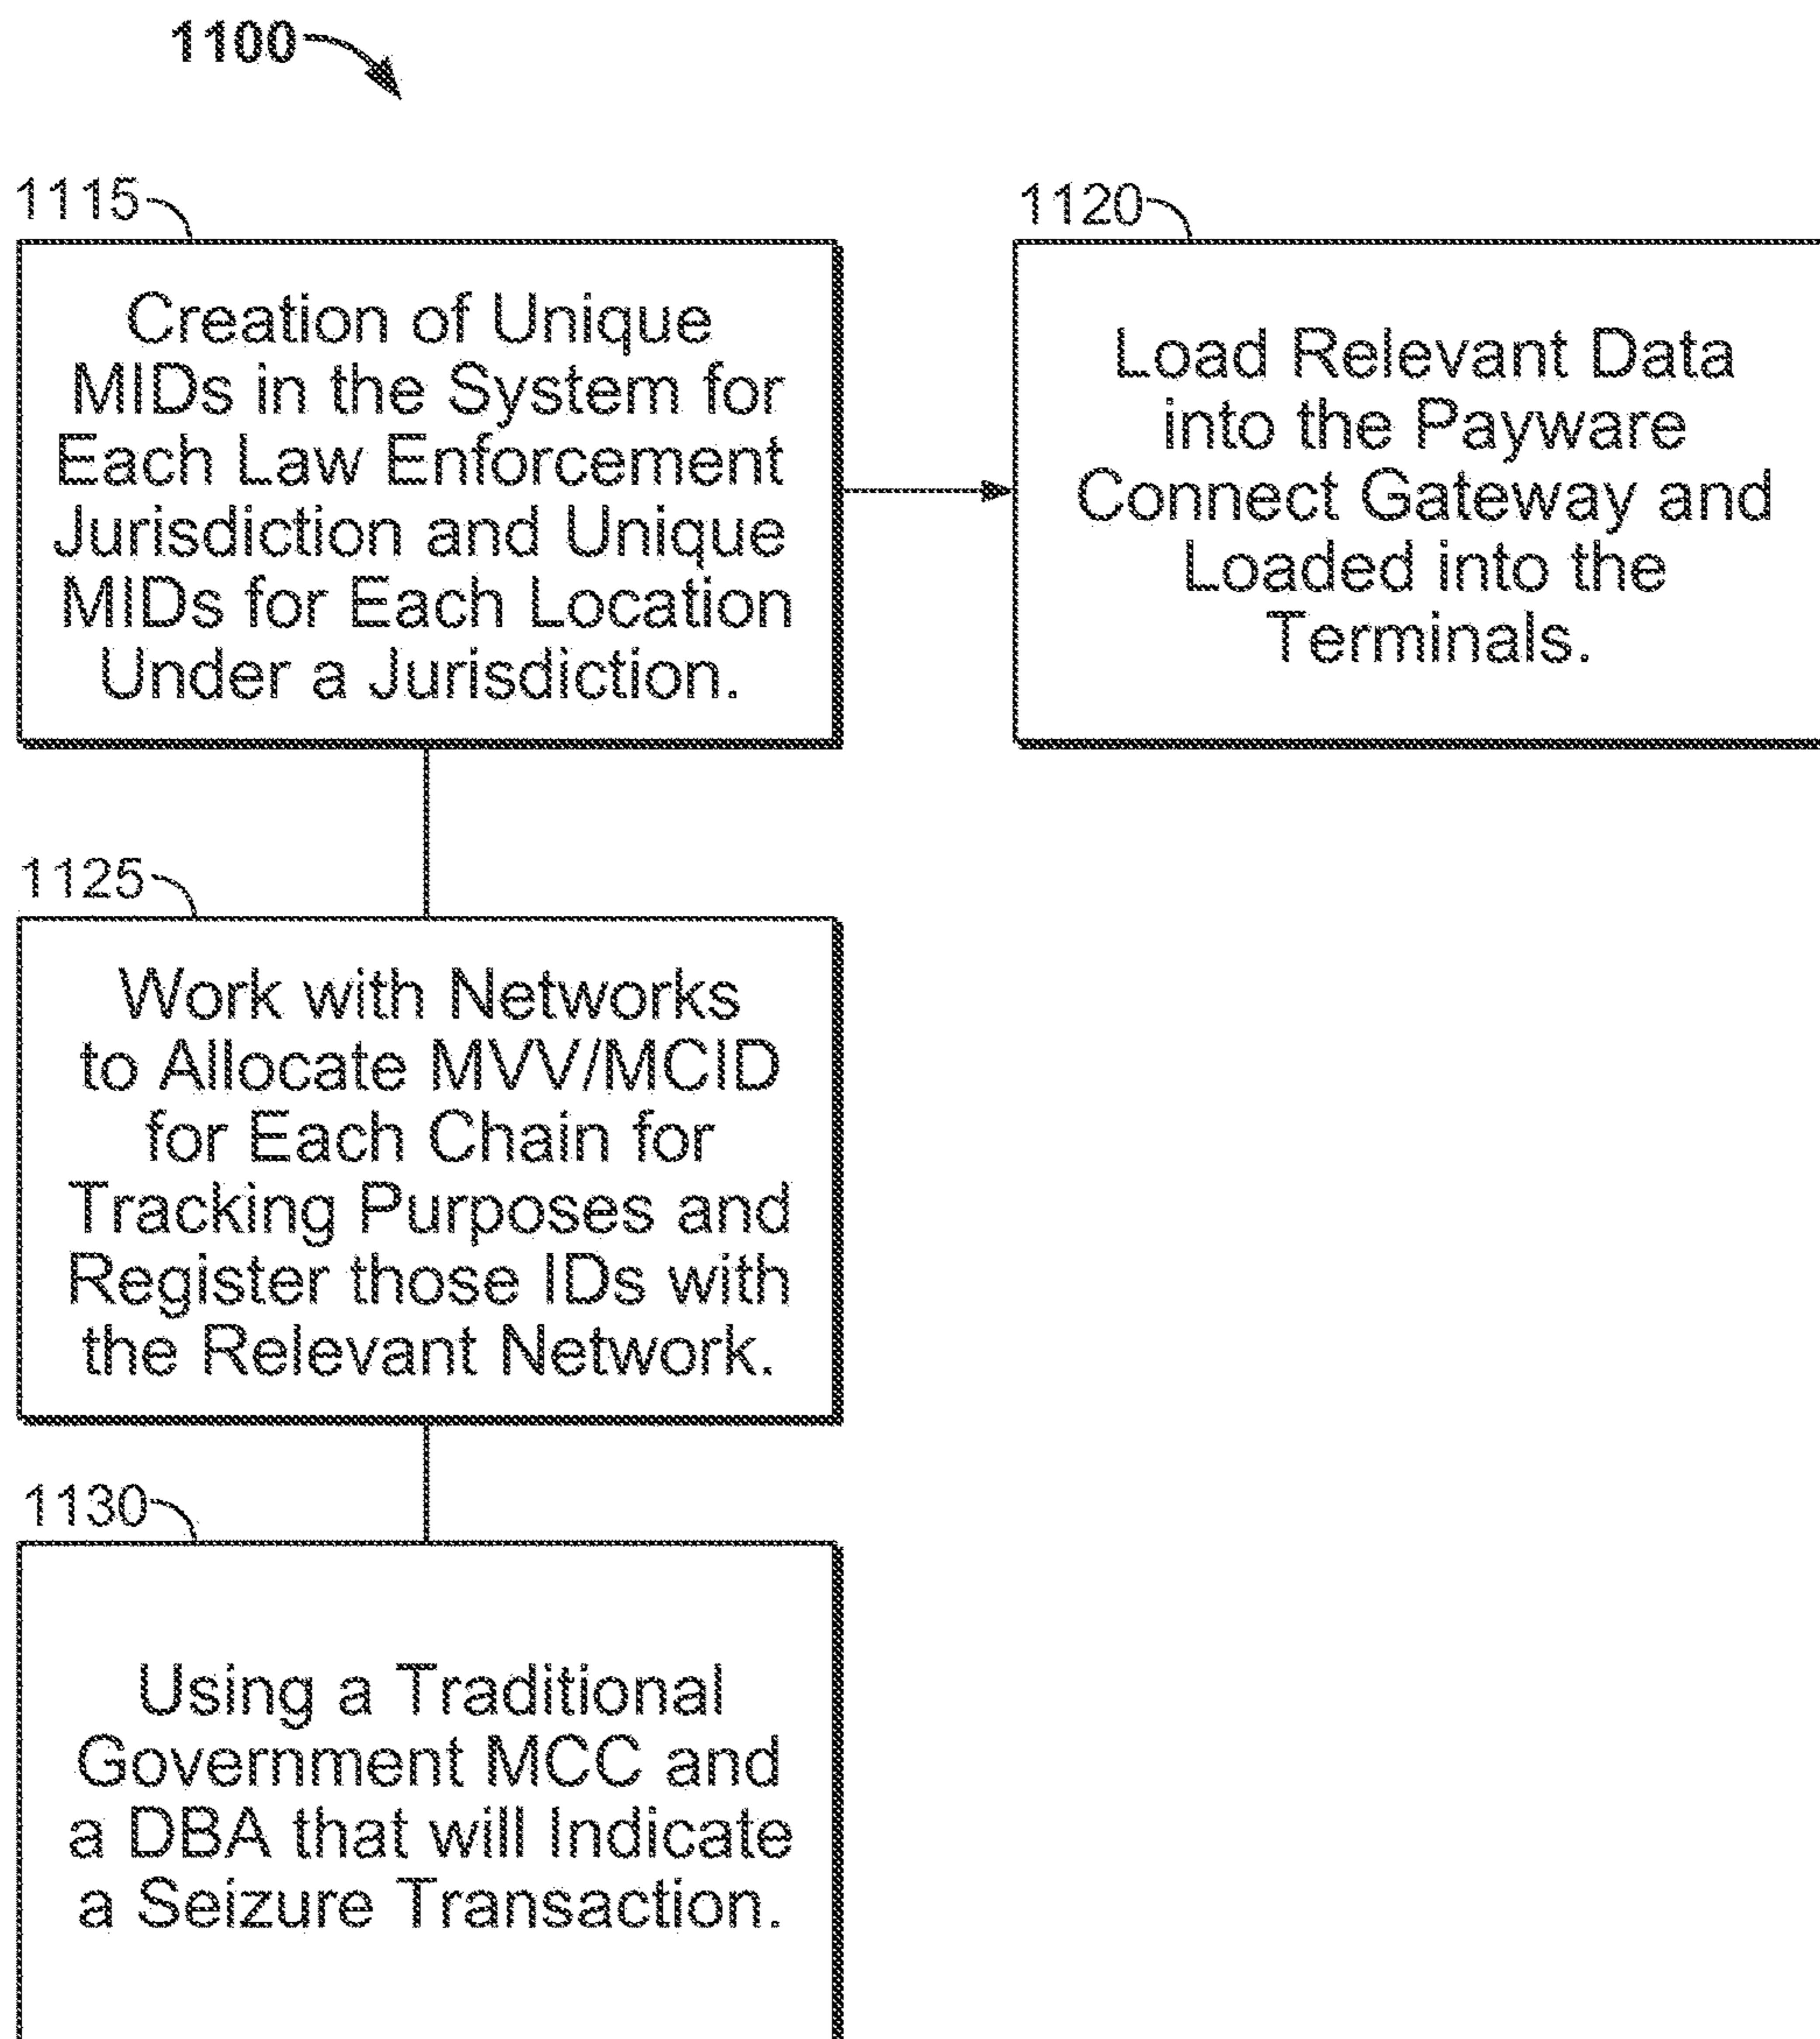 1100
1115
Creation of Unique
MIDs in the System for
Each Law Enforcement
Jurisdiction and Unique
MIDs for Each Location
Under a Jurisdiction.
1120
Load Relevant Data
into the Payware
Connect Gateway and
Loaded into the
Terminals.
1125
Work with Networks
to Allocate MVV/MCID
for Each Chain for
Tracking Purposes and
Register those IDs with
the Relevant Network.
1130
Using a Traditional
Government MCC and
a DBA that will Indicate
a Seizure Transaction.